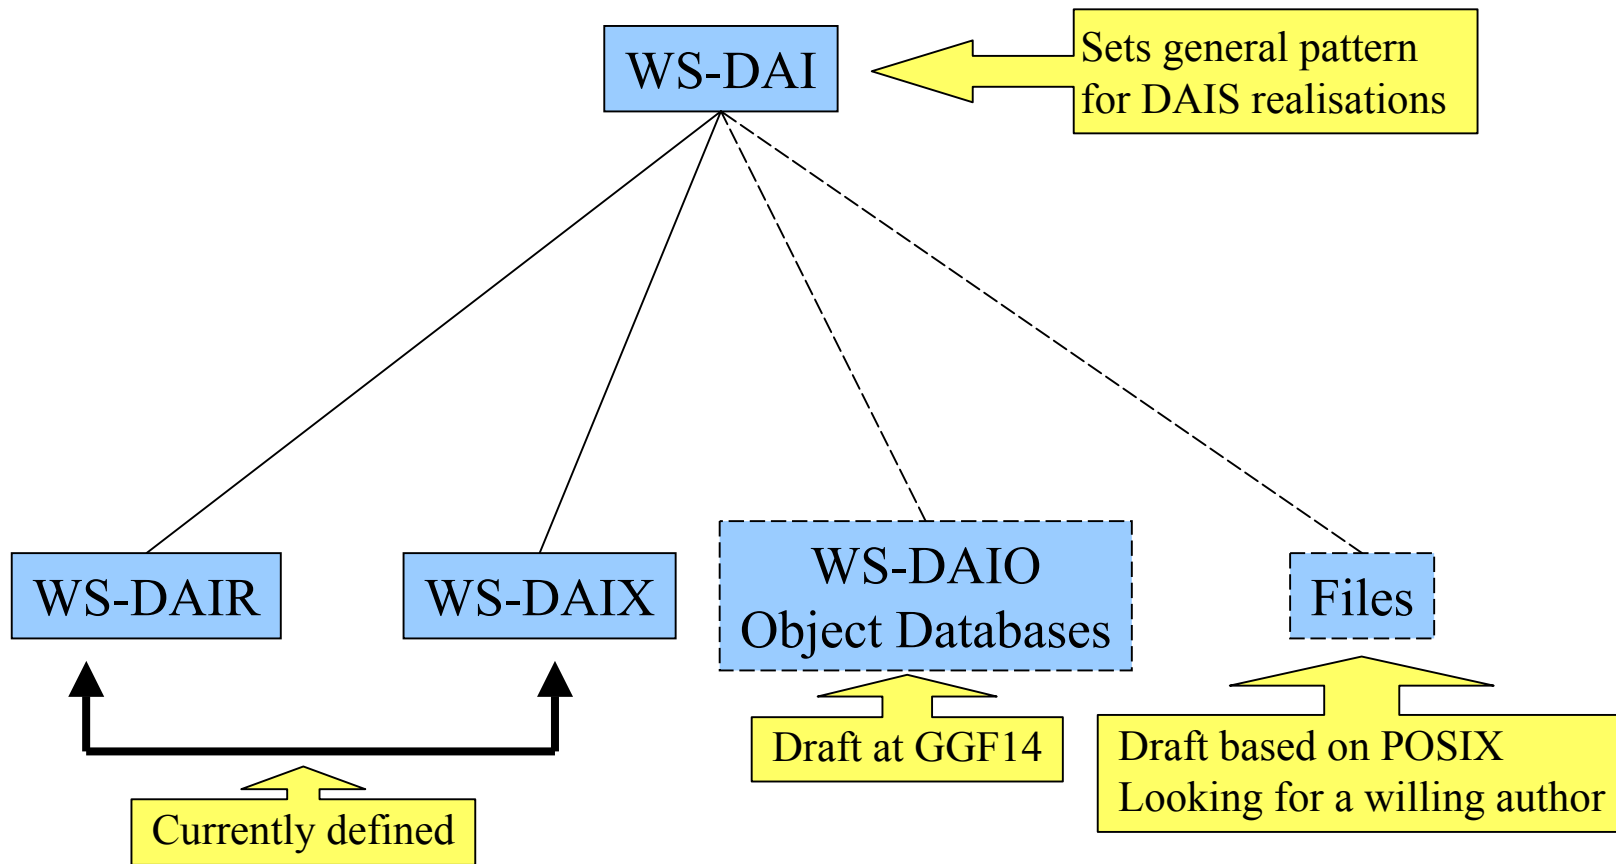 WS-DAI
Sets general pattern
for DAIS realisations
WS-DAIR
WS-DAIX
WS-DAIO
Object Databases
Files
Currently defined
Draft at GGF14
Draft based on POSIX
Looking for a willing author